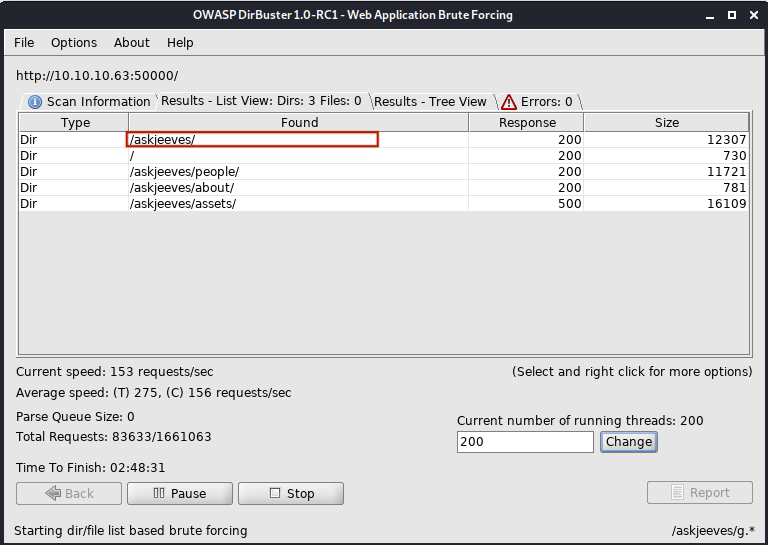 OWASP DirBuster 1.0-RC1 - Web Application Brute Forcing
File Options About Help
http://10.10.10.63:50000/
Scan Information Results - List View: Dirs: 3 Files: 0 Results - Tree View Errors: 0
Type Found Response Size
Dir /askjeeves/ 200 12307
Dir / 200 730
Dir /askjeeves/people/ 200 11721
Dir /askjeeves/about/ 200 781
Dir /askjeeves/assets/ 500 16109
Current speed: 153 requests/sec (Select and right click for more options)
Average speed: (T) 275, (C) 156 requests/sec
Parse Queue Size: 0 Current number of running threads: 200
Total Requests: 83633/1661063 200 Change
Time To Finish: 02:48:31
Back Pause Stop Report
Starting dir/file list based brute forcing /askjeeves/g.*